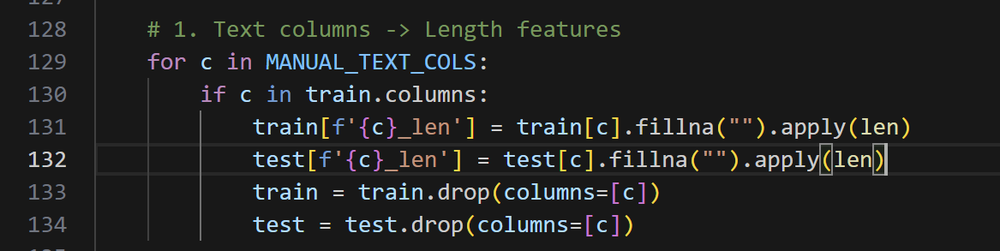 127
128 # 1. Text columns -> Length features
129 for c in MANUAL_TEXT_COLS:
130 if c in train.columns:
131 train[f'{c}_len'] = train[c].fillna("").apply(len)
132 test[f'{c}_len'] = test[c].fillna("").apply(len)
133 train = train.drop(columns=[c])
134 test = test.drop(columns=[c])